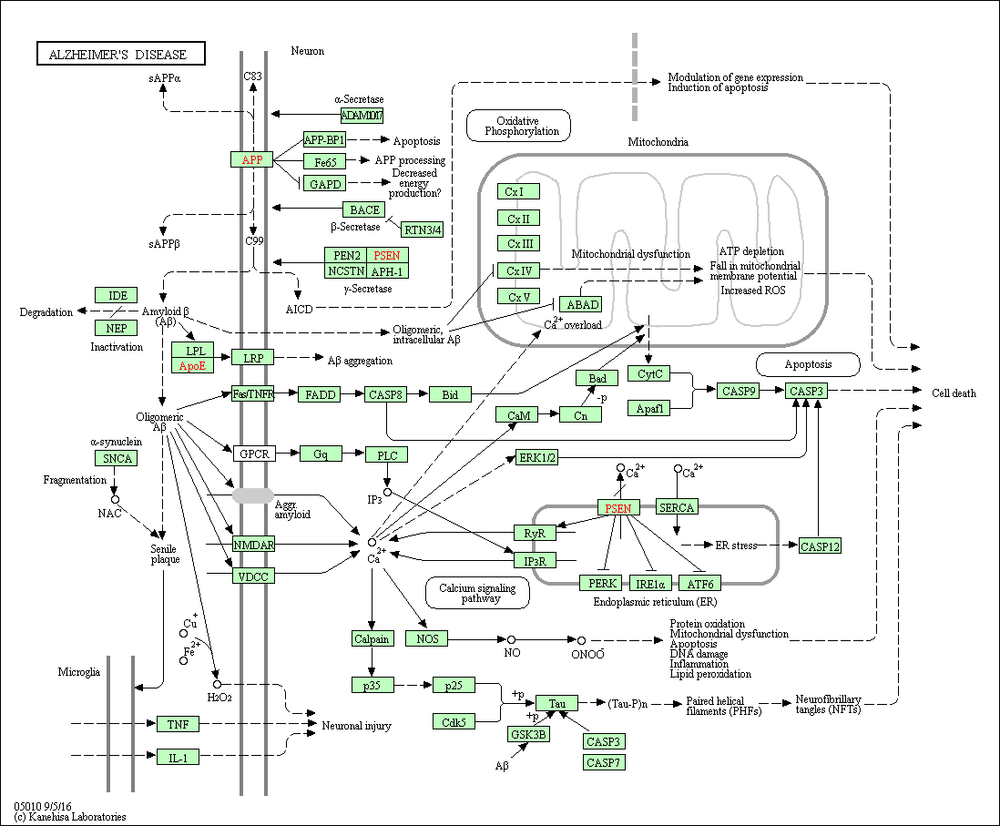 ALZHEIMER'S DISEASE
Neuron
sAPPα
C83
Modulation of gene expression
Induction of apoptosis
α-Secretase
ADAM10/17
Oxidative
Phosphorylation
APP-BP1
Apoptosis
Mitochondria
APP
Fe65
APP processing
GAPD
Decreased
energy
production?
Cx I
BACE
β-Secretase
RTN3/4
Cx II
sAPPβ
C99
Cx III
PEN2
PSEN
NCSTN
APH-1
γ-Secretase
Mitochondrial dysfunction
ATP depletion
Fall in mitochondrial
membrane potential
Increased ROS
Cx IV
Cx V
ABAD
IDE
Degradation
Amyloid β
(Aβ)
AICD
NEP
Inactivation
Oligomeric,
intracellular Aβ
Ca2+ overload
LPL
ApoE
LRP
Aβ aggregation
Apoptosis
Bad
CytC
-p
Fas/TNFR
FADD
CASP8
Bid
CASP9
CASP3
Cell death
Apaf1
Oligomeric
Aβ
CaM
Cn
α-synuclein
SNCA
GPCR
Gq
PLC
ERK1/2
Fragmentation
Ca2+
Ca2+
IP3
NAC
Aggr.
amyloid
PSEN
SERCA
RyR
NMDAR
Ca2+
ER stress
CASP12
Senile
plaque
IP3R
VDCC
PERK
IRE1α
ATF6
Calcium signaling
pathway
Endoplasmic reticulum (ER)
Cu+
Fe2+
Calpain
NOS
NO
ONOO-
Protein oxidation
Mitochondrial dysfunction
Apoptosis
DNA damage
Inflammation
Lipid peroxidation
Microglia
H2O2
p35
p25
+p
Tau
(Tau-P)n
Paired helical
filaments (PHFs)
Neurofibrillary
tangles (NFTs)
+p
TNF
Neuronal injury
Cdk5
GSK3B
CASP3
IL-1
Aβ
CASP7
05010 9/5/16
(c) Kanehisa Laboratories